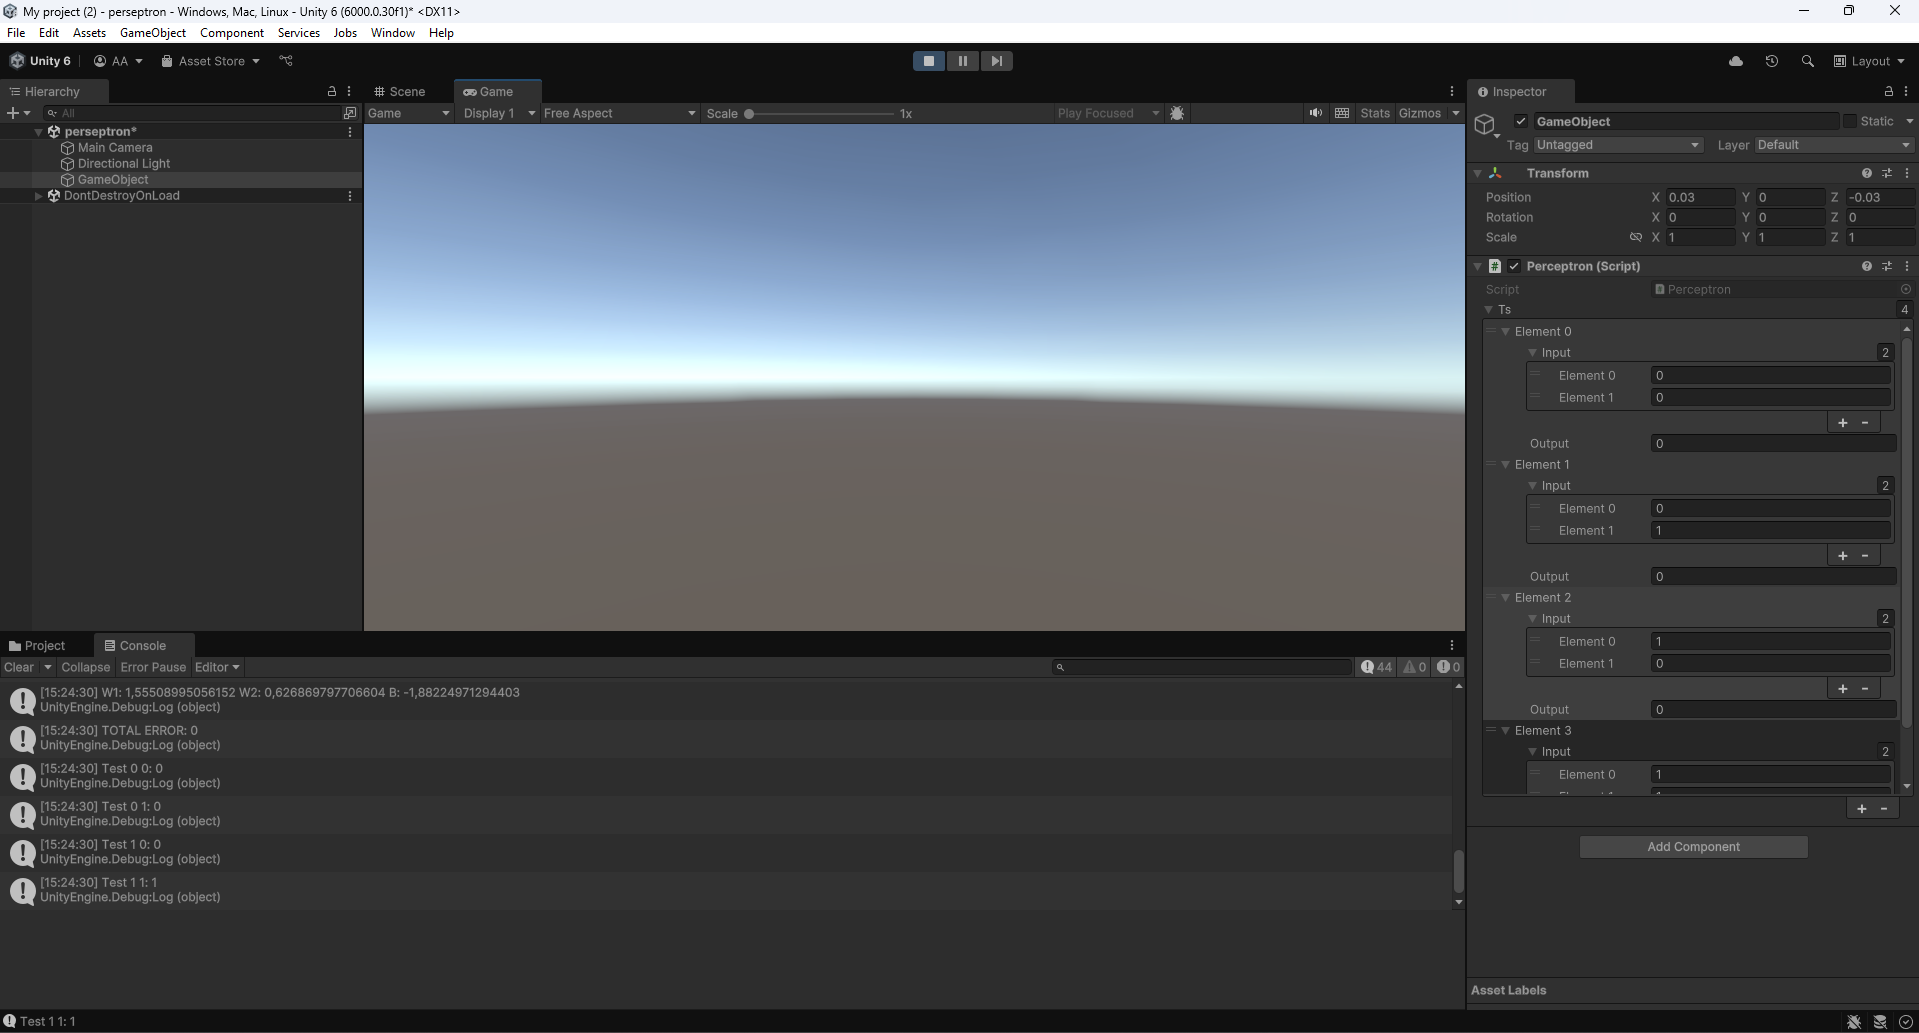 My project (2) - perseptron - Windows, Mac, Linux - Unity 6 (6000.0.30f1)* <DX11>
File Edit Assets GameObject Component Services Jobs Window Help
Unity 6 AA Asset Store Layout
Hierarchy
All
perseptron*
Main Camera
Directional Light
GameObject
DontDestroyOnLoad
Scene Game
Game Display 1 Free Aspect Scale 1x Play Focused Stats Gizmos
Project Console
Clear Collapse Error Pause Editor 44 0 0
[15:24:30] W1: 1,55508995056152 W2: 0,626869797706604 B: -1,88224971294403
UnityEngine.Debug:Log (object)
[15:24:30] TOTAL ERROR: 0
UnityEngine.Debug:Log (object)
[15:24:30] Test 0 0: 0
UnityEngine.Debug:Log (object)
[15:24:30] Test 0 1: 0
UnityEngine.Debug:Log (object)
[15:24:30] Test 1 0: 0
UnityEngine.Debug:Log (object)
[15:24:30] Test 1 1: 1
UnityEngine.Debug:Log (object)
Test 1 1: 1
Inspector
GameObject Static
Tag Untagged Layer Default
Transform
Position X 0.03 Y 0 Z -0.03
Rotation X 0 Y 0 Z 0
Scale X 1 Y 1 Z 1
# Perceptron (Script)
Script Perceptron
Ts 4
Element 0
Input 2
Element 0 0
Element 1 0
+ -
Output 0
Element 1
Input 2
Element 0 0
Element 1 1
+ -
Output 0
Element 2
Input 2
Element 0 1
Element 1 0
+ -
Output 0
Element 3
Input 2
Element 0 1
+ -
Add Component
Asset Labels